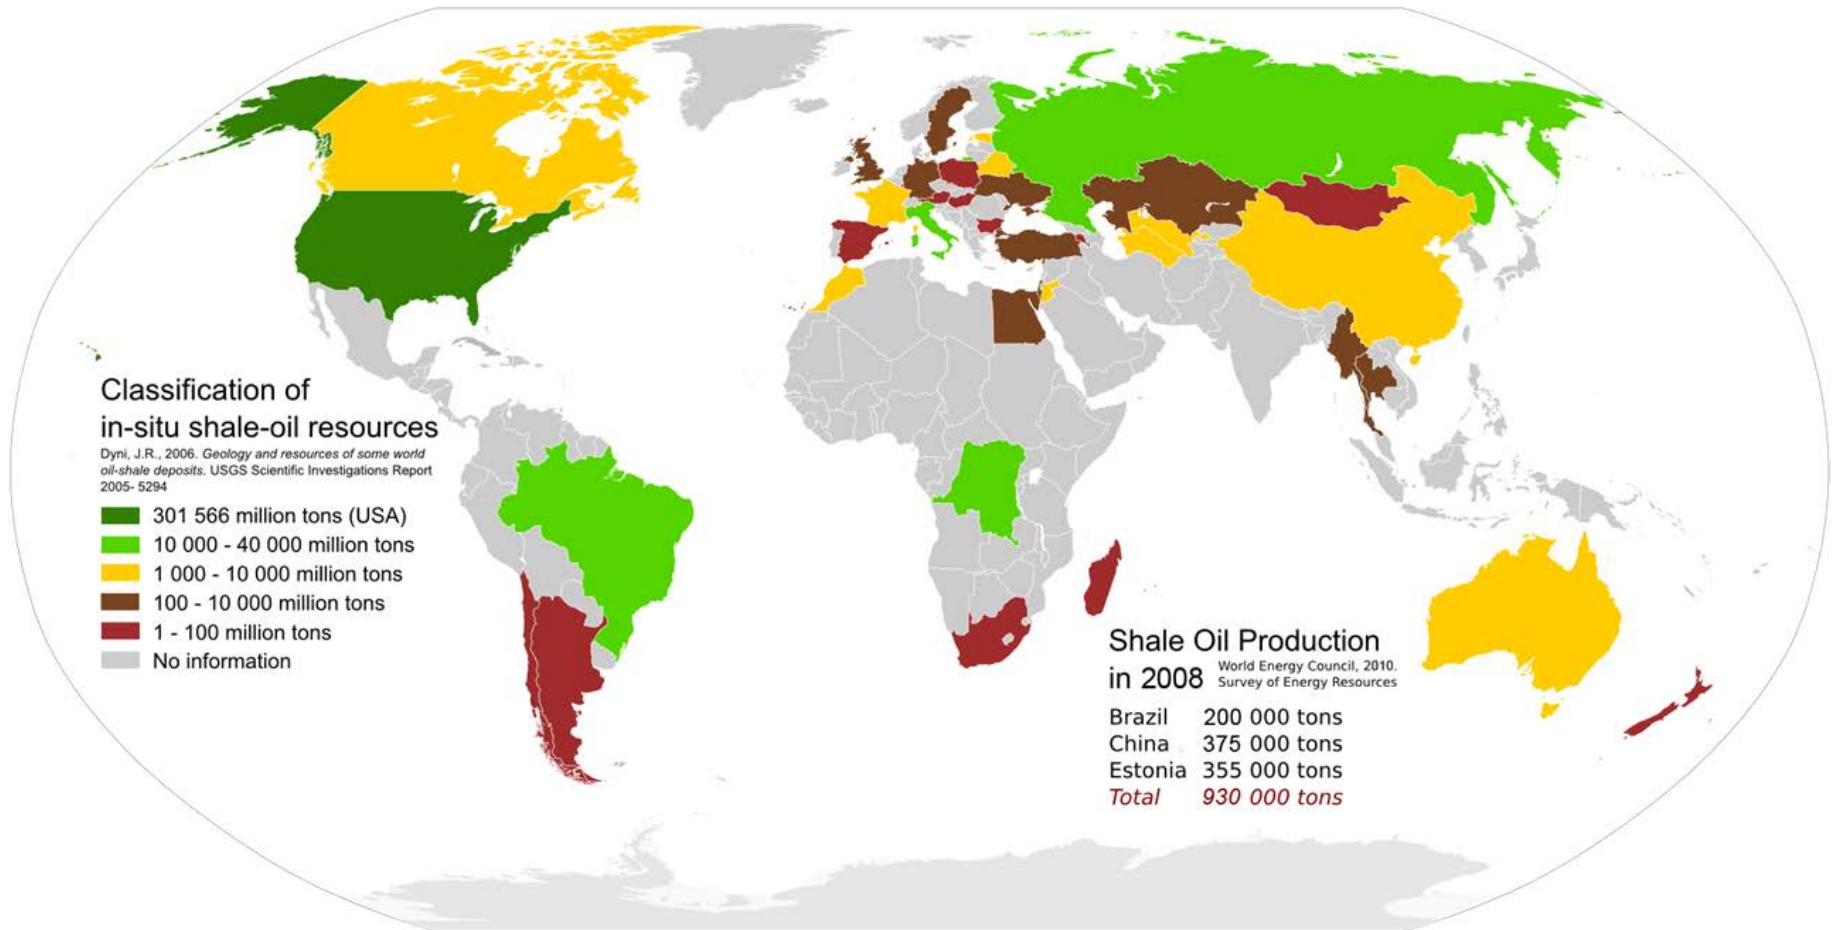 Classification of
in-situ shale-oil resources
Dyni, J.R., 2006. Geology and resources of some world
oil-shale deposits. USGS Scientific Investigations Report
2005- 5294
301 566 million tons (USA)
10 000 - 40 000 million tons
1 000 - 10 000 million tons
100 - 10 000 million tons
1 - 100 million tons
No information
Shale Oil Production
in 2008
World Energy Council, 2010.
Survey of Energy Resources
Brazil 200 000 tons
China 375 000 tons
Estonia 355 000 tons
Total 930 000 tons